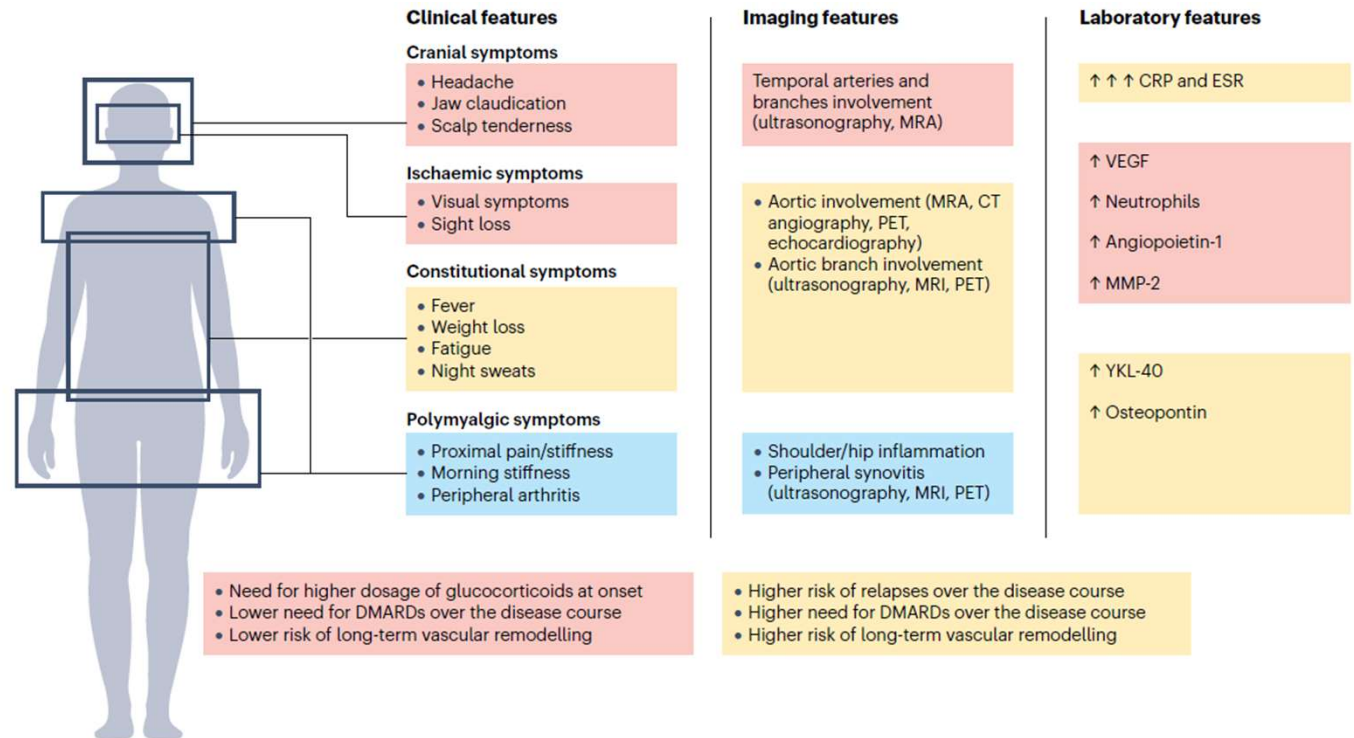 Clinical features
Cranial symptoms
• Headache
• Jaw claudication
• Scalp tenderness
Ischaemic symptoms
• Visual symptoms
• Sight loss
Constitutional symptoms
• Fever
• Weight loss
• Fatigue
• Night sweats
Polymyalgic symptoms
• Proximal pain/stiffness
• Morning stiffness
• Peripheral arthritis
Imaging features
Temporal arteries and
branches involvement
(ultrasonography, MRA)
• Aortic involvement (MRA, CT
angiography, PET,
echocardiography)
• Aortic branch involvement
(ultrasonography, MRI, PET)
• Shoulder/hip inflammation
• Peripheral synovitis
(ultrasonography, MRI, PET)
Laboratory features
↑ ↑ ↑ CRP and ESR
↑ VEGF
↑ Neutrophils
↑ Angiopoietin-1
↑ MMP-2
↑ YKL-40
↑ Osteopontin
• Need for higher dosage of glucocorticoids at onset
• Lower need for DMARDs over the disease course
• Lower risk of long-term vascular remodelling
• Higher risk of relapses over the disease course
• Higher need for DMARDs over the disease course
• Higher risk of long-term vascular remodelling